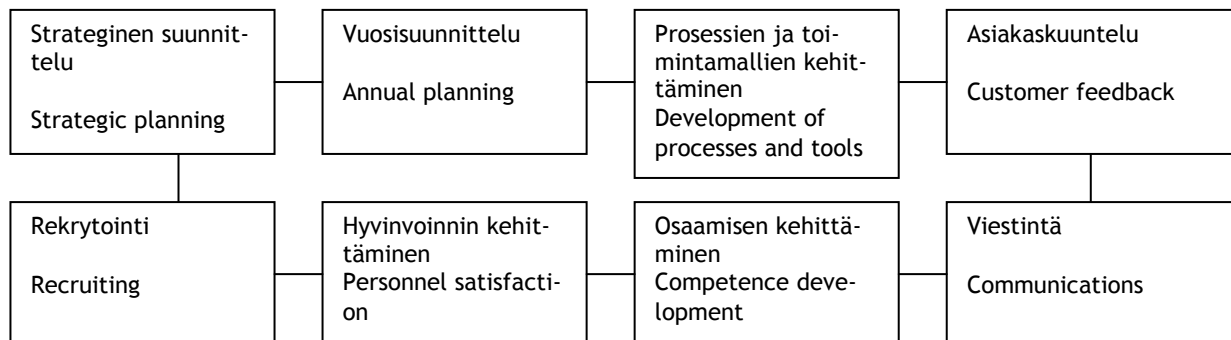 Strateginen suunnit-
telu
Strategic planning
Vuosisuunnittelu
Annual planning
Prosessien ja toi-
mintamallien kehit-
täminen
Development of
processes and tools
Asiakaskuuntelu
Customer feedback
Rekrytointi
Recruiting
Hyvinvoinnin kehit-
täminen
Personnel satisfacti-
on
Osaamisen kehittä-
minen
Competence deve-
lopment
Viestintä
Communications